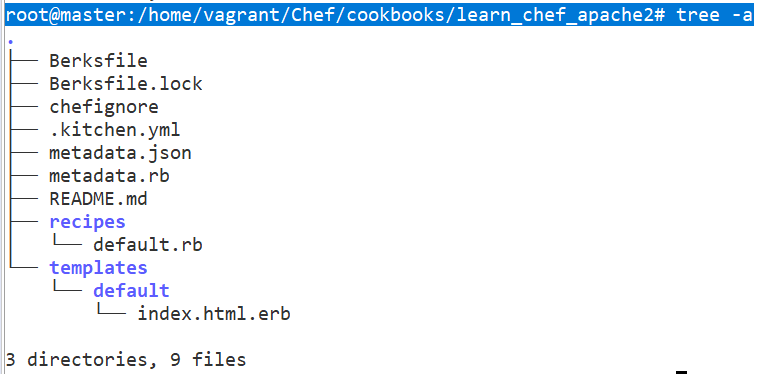 root@master:/home/vagrant/Chef/cookbooks/learn_chef_apache2# tree -a
.
├── Berksfile
├── Berksfile.lock
├── chefignore
├── .kitchen.yml
├── metadata.json
├── metadata.rb
├── README.md
├── recipes
│   └── default.rb
└── templates
    └── default
        └── index.html.erb

3 directories, 9 files